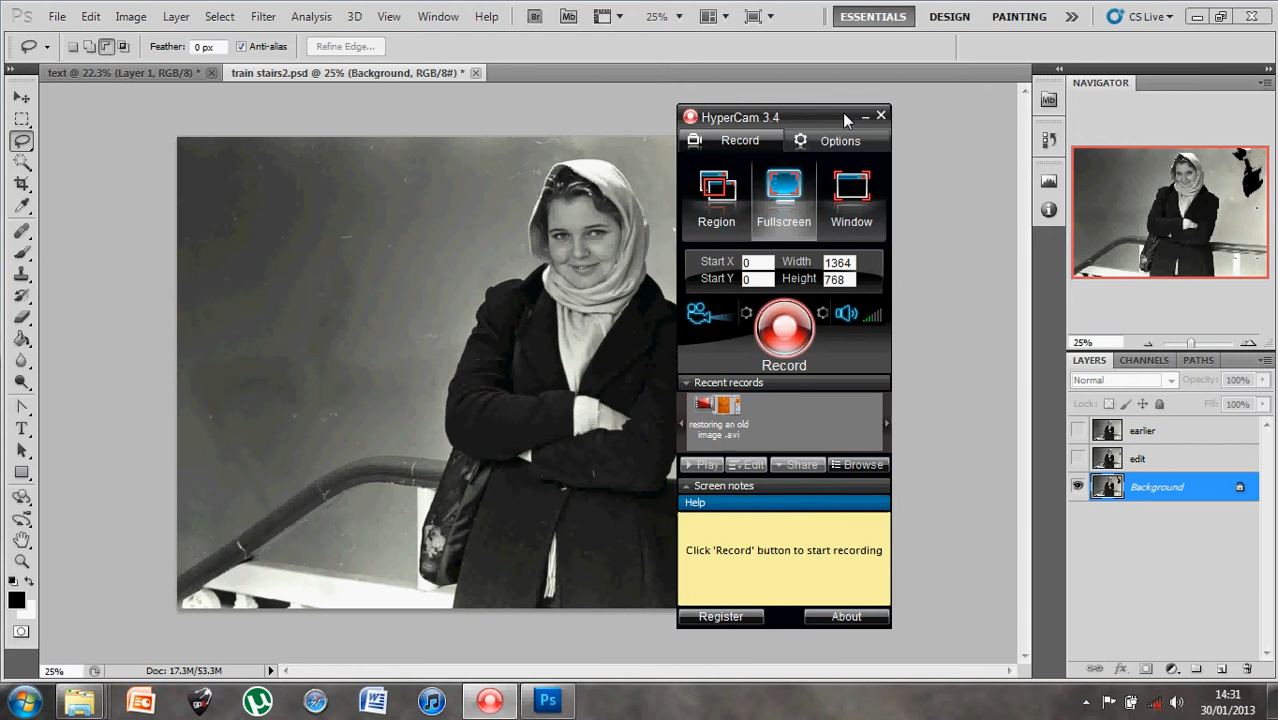 Ps File Edit Image Layer Select Filter Analysis 3D View Window Help Br Mb 25% ESSENTIALS DESIGN PAINTING CS Live
Feather: 0 px Anti-alias Refine Edge...
text @ 22.3% (Layer 1, RGB/8) * train stairs2.psd @ 25% (Background, RGB/8#) *
NAVIGATOR
Mb
HyperCam 3.4
Record Options
Region Fullscreen Window
Start X 0 Width 1364
Start Y 0 Height 768
Record
25%
Recent records
LAYERS CHANNELS PATHS
Normal Opacity: 100%
Lock: Fill: 100%
restoring an old
image .avi
earlier
edit
Play Edit Share Browse
Screen notes
Background
Help
Click 'Record' button to start recording
Register About
25% Doc: 17.3M/53.3M
Ps
14:31
30/01/2013